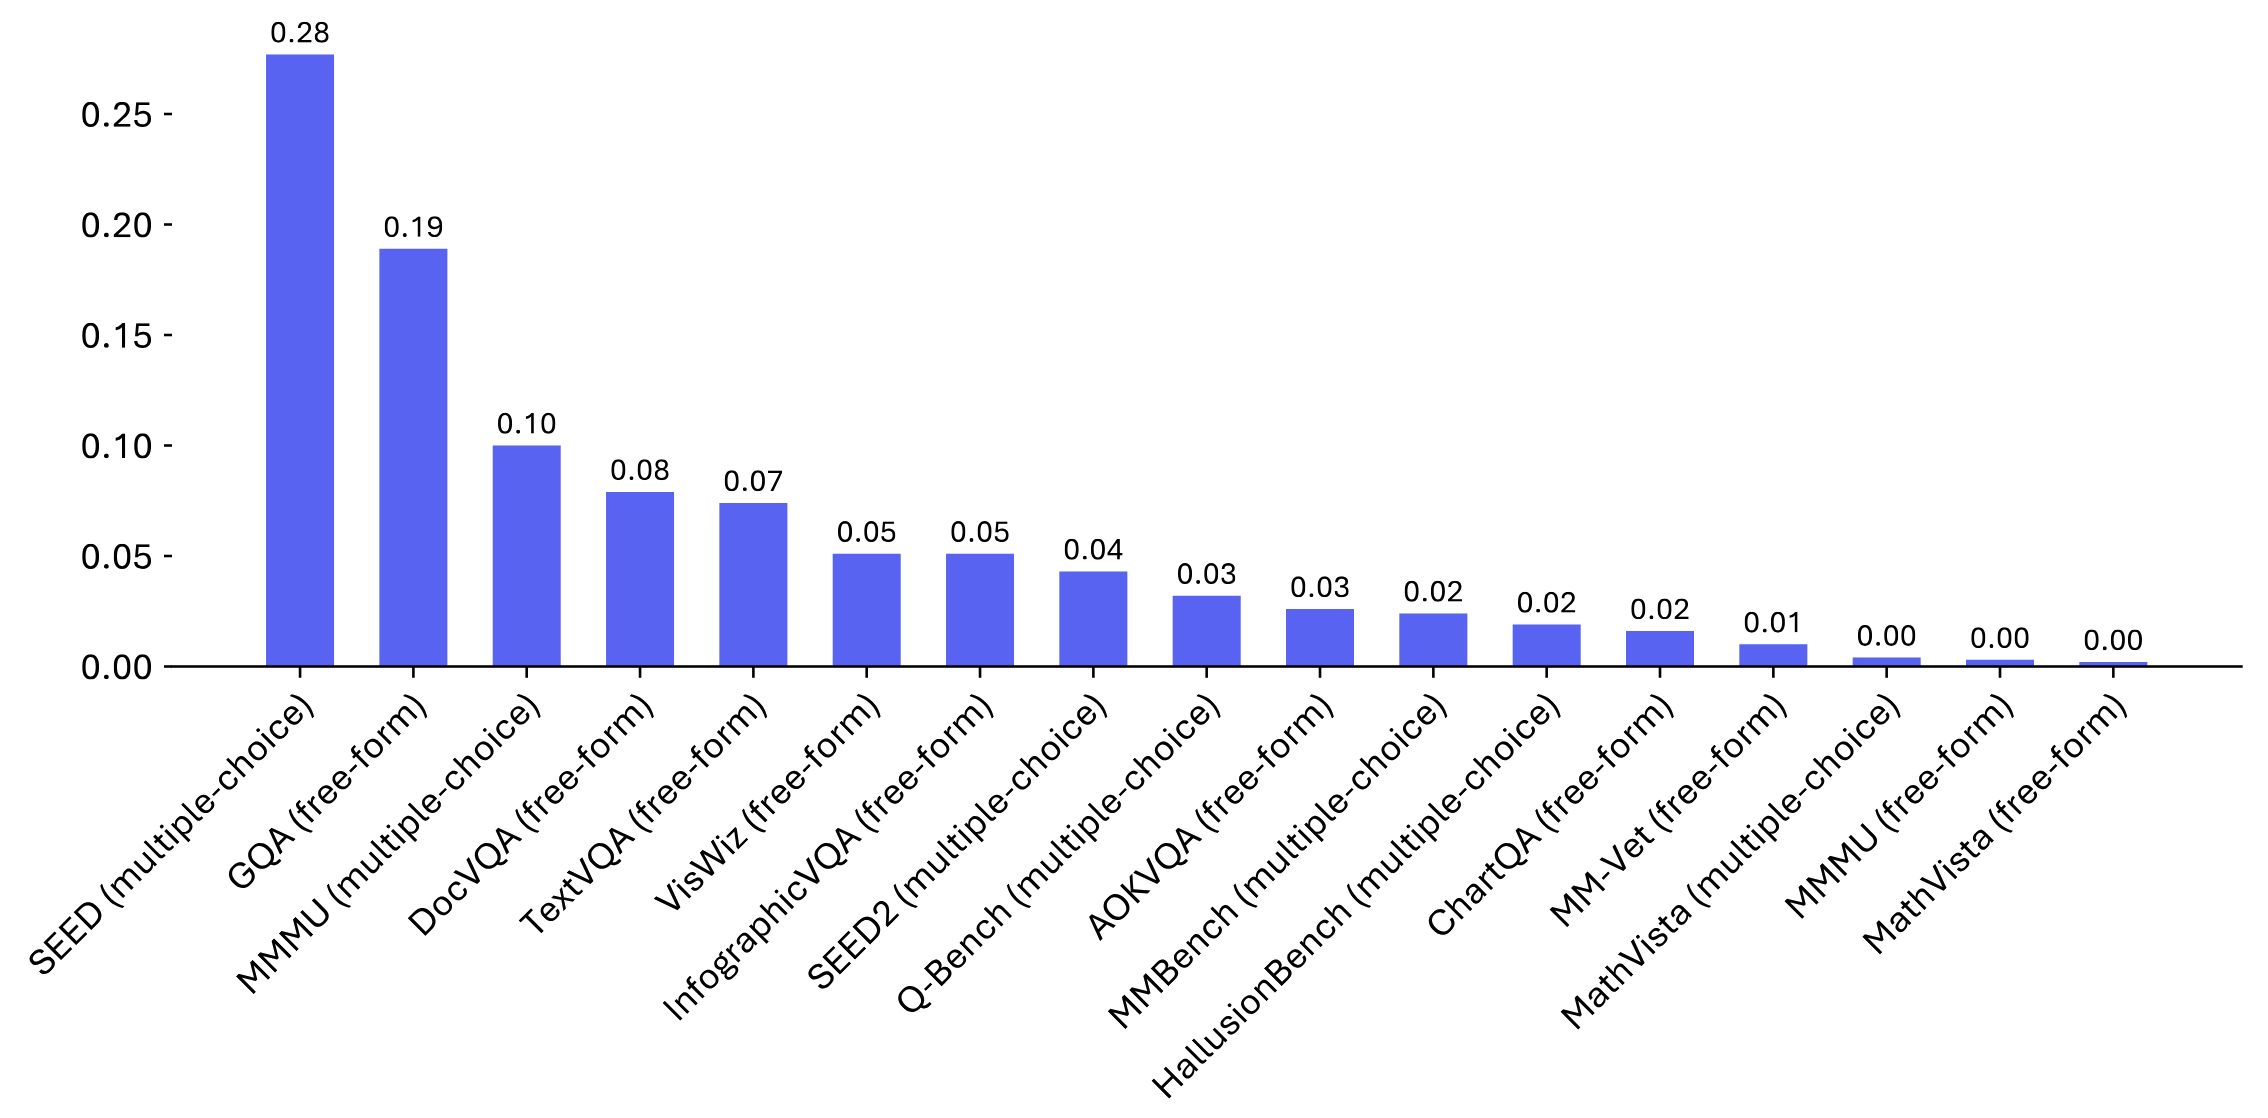 0.28
0.19
0.10
0.08
0.07
0.05
0.05
0.04
0.03
0.03
0.02
0.02
0.02
0.01
0.00
0.00
0.00
0.25
0.20
0.15
0.10
0.05
0.00
SEED (multiiple-choice)
GQA (free-form)
MMMU (multiiple-choice)
DocVQA (free-form)
TextVQA (free-form)
VisWiz (free-form)
InfographicVQA (free-form)
SEED2 (multiple-choice)
Q-Bench (multiple-choice)
AOKVQA (free-form)
MMBench (multiple-choice)
HallusionBench (multiple-choice)
ChartQA (free-form)
MM-Vet (free-form)
MathVista (multiple-choice)
MMMU (free-form)
MathVista (free-form)